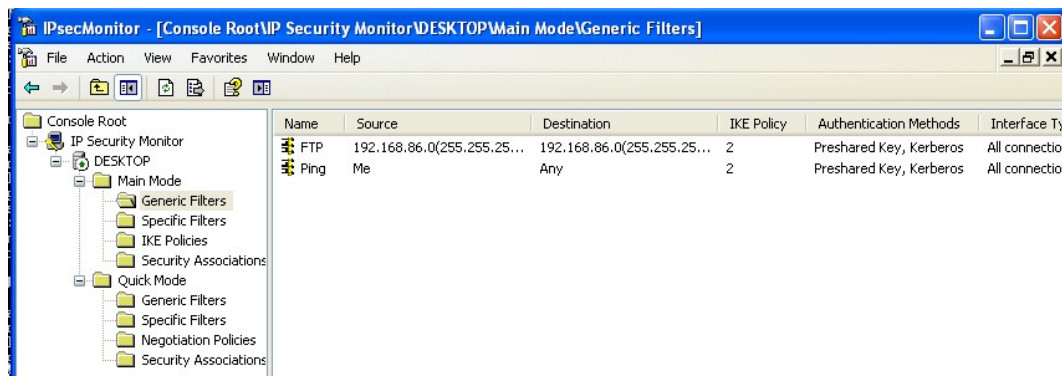 IPsecMonitor - [Console Root\IP Security Monitor\DESKTOP\Main Mode\Generic Filters]
File Action View Favorites Window Help
Console Root
IP Security Monitor
DESKTOP
Main Mode
Generic Filters
Specific Filters
IKE Policies
Security Associations
Quick Mode
Generic Filters
Specific Filters
Negotiation Policies
Security Associations
Name Source Destination IKE Policy Authentication Methods Interface Ty
FTP 192.168.86.0(255.255.25... 192.168.86.0(255.255.25... 2 Preshared Key, Kerberos All connectio
Ping Me Any 2 Preshared Key, Kerberos All connectio